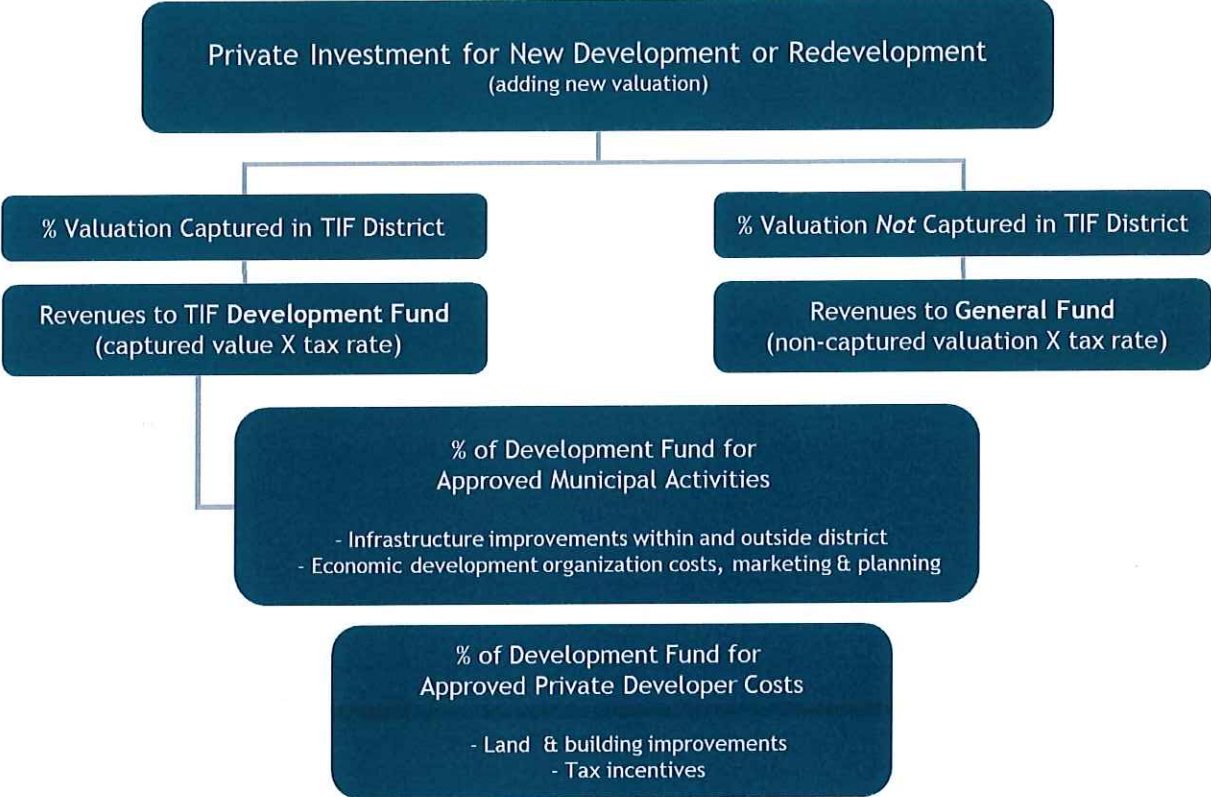 Private Investment for New Development or Redevelopment
(adding new valuation)
% Valuation Captured in TIF District
% Valuation Not Captured in TIF District
Revenues to TIF Development Fund
(captured value X tax rate)
Revenues to General Fund
(non-captured valuation X tax rate)
% of Development Fund for
Approved Municipal Activities
- Infrastructure improvements within and outside district
- Economic development organization costs, marketing & planning
% of Development Fund for
Approved Private Developer Costs
- Land & building improvements
- Tax incentives